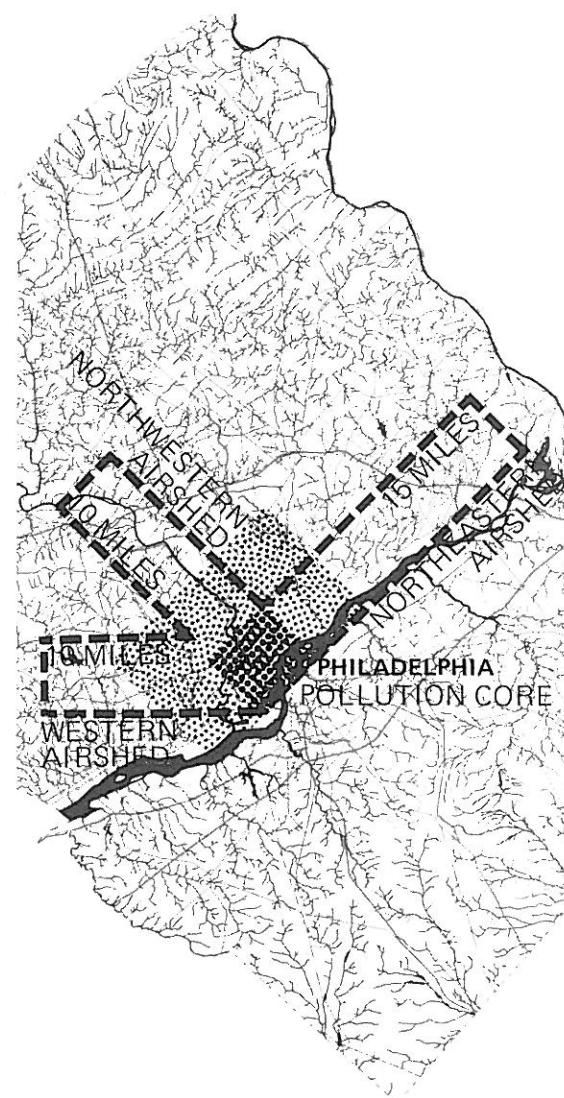 NORTHWESTERN
AIRSHED
10 MILES
15 MILES
NORTHEASTERN
AIRSHED
10 MILES
WESTERN
AIRSHED
PHILADELPHIA
POLLUTION CORE